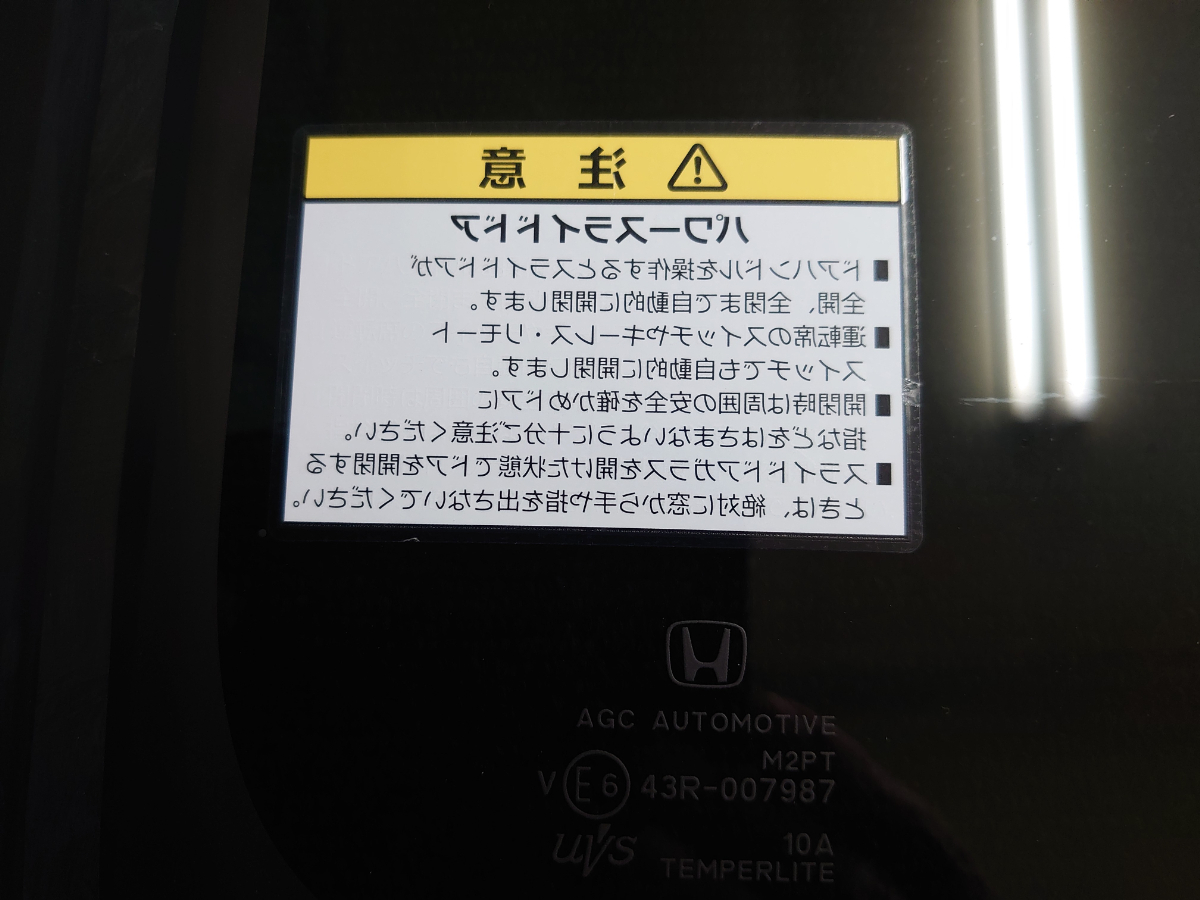 注 意
パワースライドドア
■ ドアハンドルを操作するとスライドドアが
全開、全閉まで自動的に開閉します。
■ 運転席のスイッチやキーレス・リモート
スイッチでも自動的に開閉します。
■ 開閉時は周囲の安全を確かめドアに
指などをはさまないように十分ご注意ください。
■ スライドドアガラスを開けた状態でドアを開閉する
ときは、絶対に窓から手や指を出さないでください。
AGC AUTOMOTIVE
M2PT
V E6 43R-007987
uvs 10A
TEMPERLITE